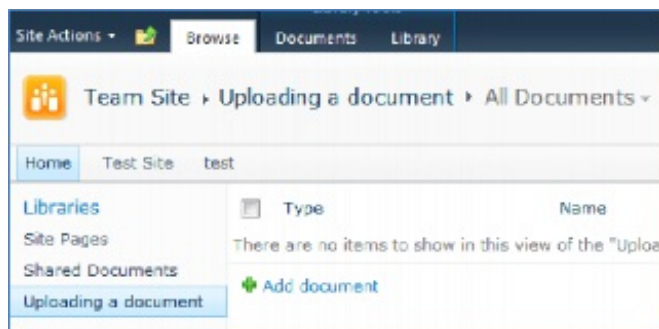 Library Tools
Site Actions Browse Documents Library
Team Site Uploading a document All Documents
Home Test Site test
Libraries
Site Pages
Shared Documents
Uploading a document
Type Name
There are no items to show in this view of the "Uploa
Add document